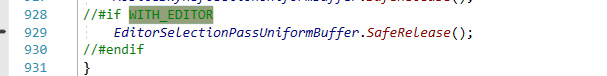 928 //#if WITH_EDITOR
929 EditorSelectionPassUniformBuffer.SafeRelease();
930 //#endif
931 }